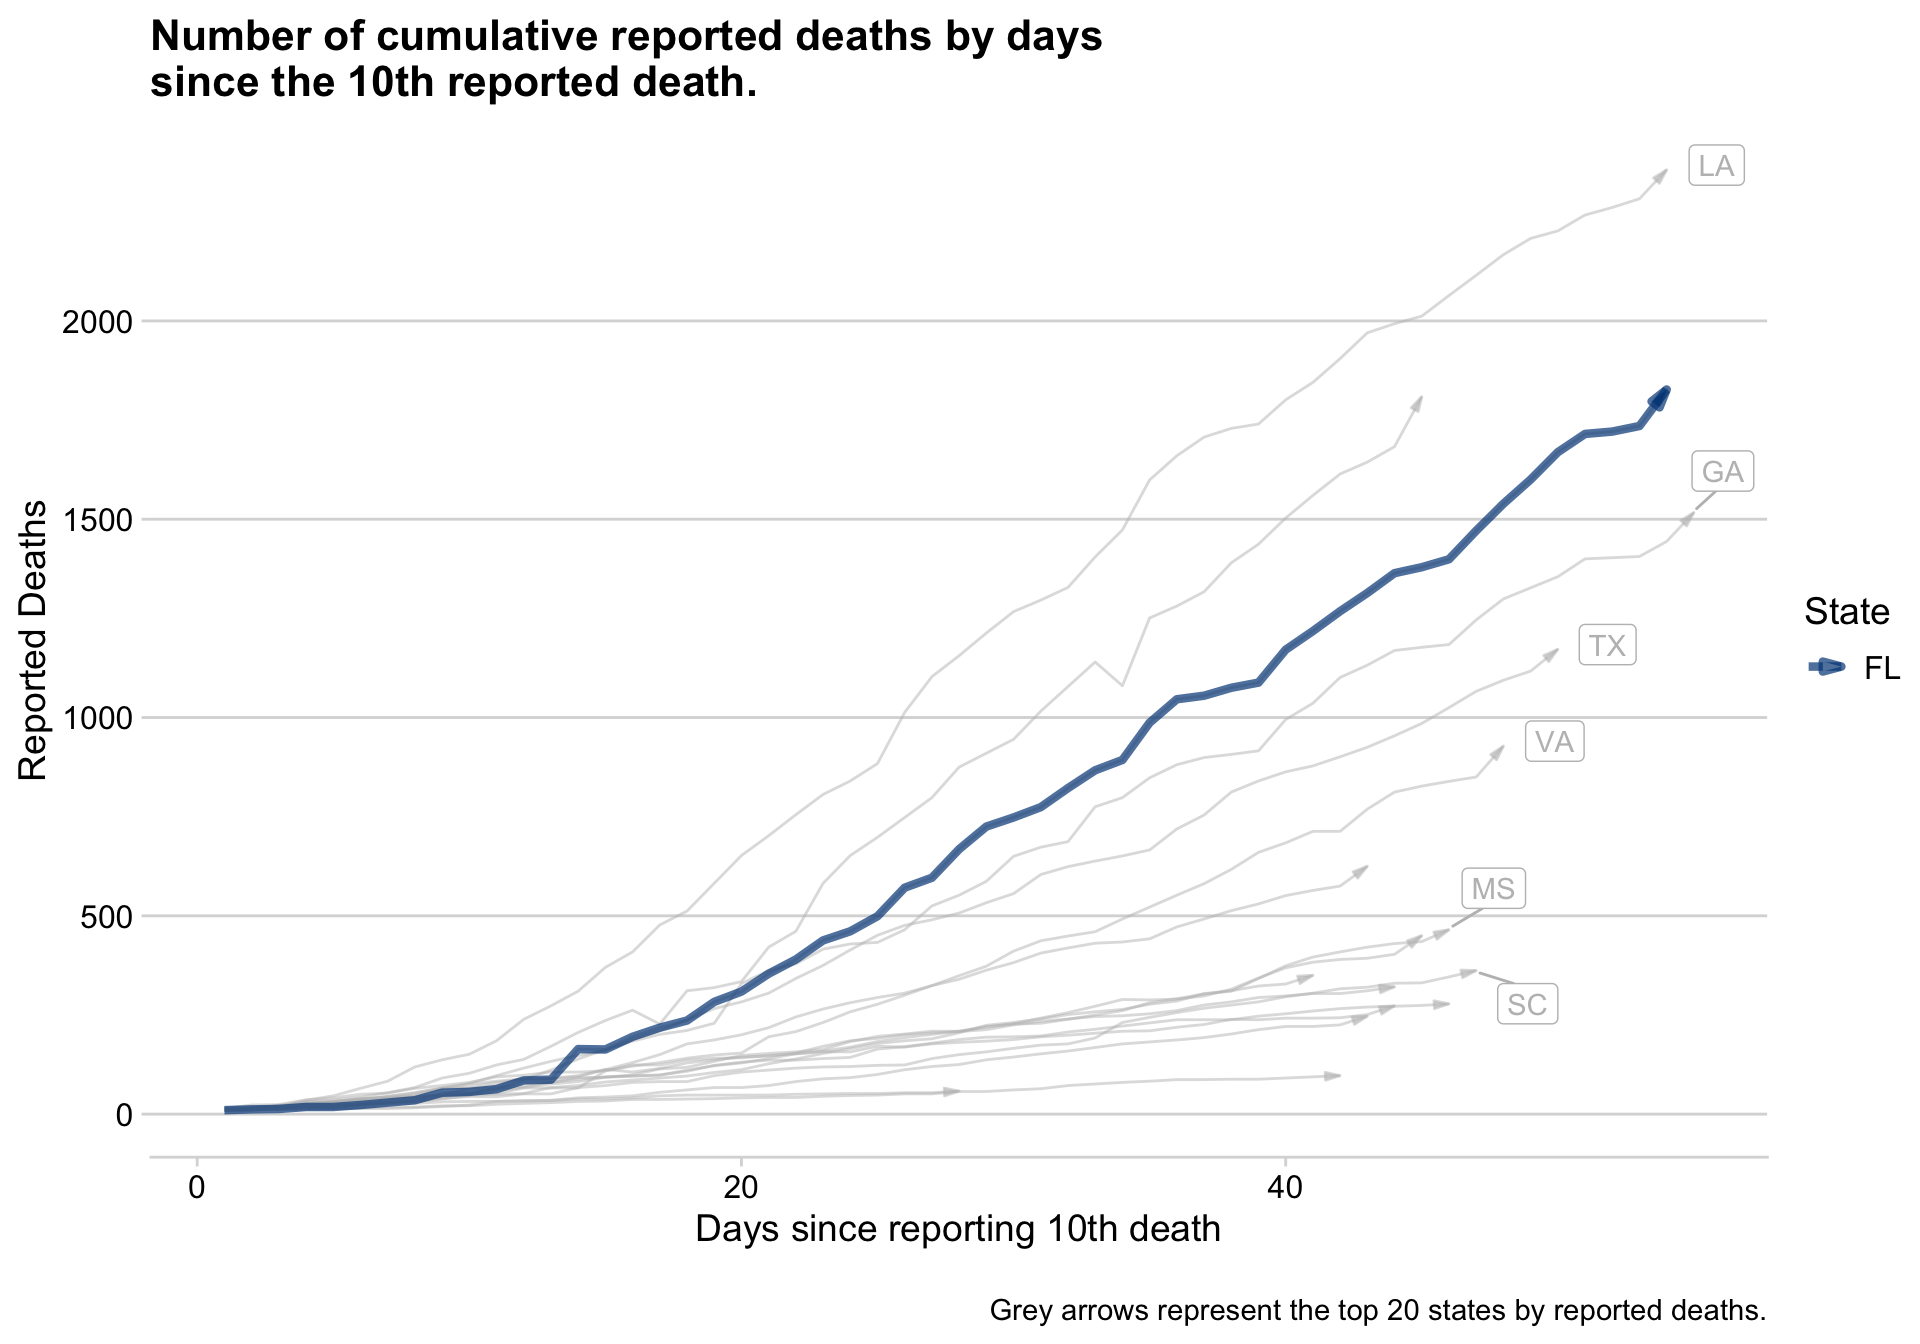 Number of cumulative reported deaths by days
since the 10th reported death.
LA
2000
GA
1500
TX
State
FL
1000
VA
MS
500
SC
0
Reported Deaths
0 20 40
Days since reporting 10th death
Grey arrows represent the top 20 states by reported deaths.